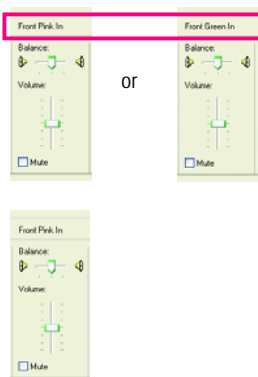 Front Pink In
Front Green In
Balance:
Balance:
or
Volume:
Volume:
Mute
Mute
Front Pink In
Balance:
Volume:
Mute